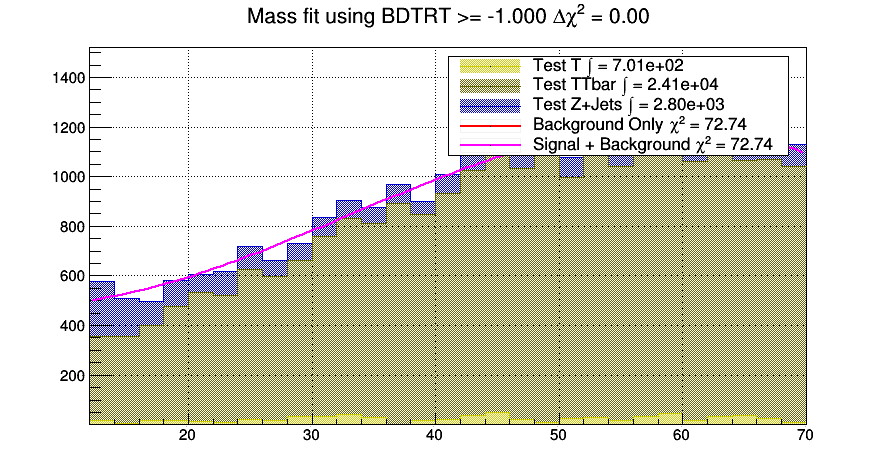 Mass fit using BDTRT >= -1.000 Δχ² = 0.00
Test T ∫ = 7.01e+02
Test TTbar ∫ = 2.41e+04
Test Z+Jets ∫ = 2.80e+03
Background Only χ² = 72.74
Signal + Background χ² = 72.74
1400
1200
1000
800
600
400
200
20 30 40 50 60 70